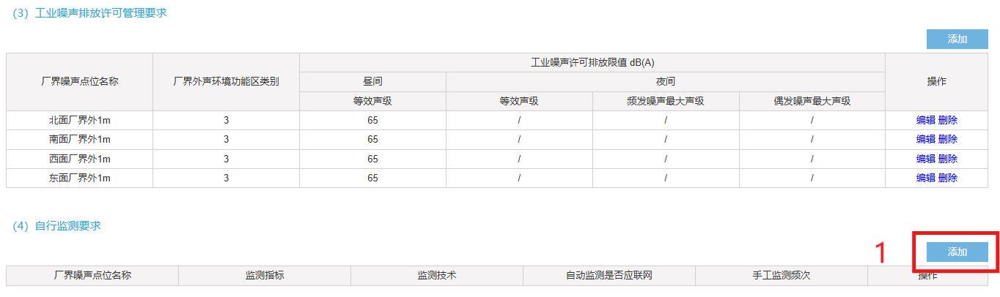 （3）工业噪声排放许可管理要求
添加
厂界噪声点位名称 厂界外声环境功能区类别 工业噪声许可排放限值 dB(A) 操作
昼间 夜间
等效声级 等效声级 频发噪声最大声级 偶发噪声最大声级
北面厂界外1m 3 65 / / / 编辑 删除
南面厂界外1m 3 65 / / / 编辑 删除
西面厂界外1m 3 65 / / / 编辑 删除
东面厂界外1m 3 65 / / / 编辑 删除
（4）自行监测要求
1 添加
厂界噪声点位名称 监测指标 监测技术 自动监测是否应联网 手工监测频次 操作